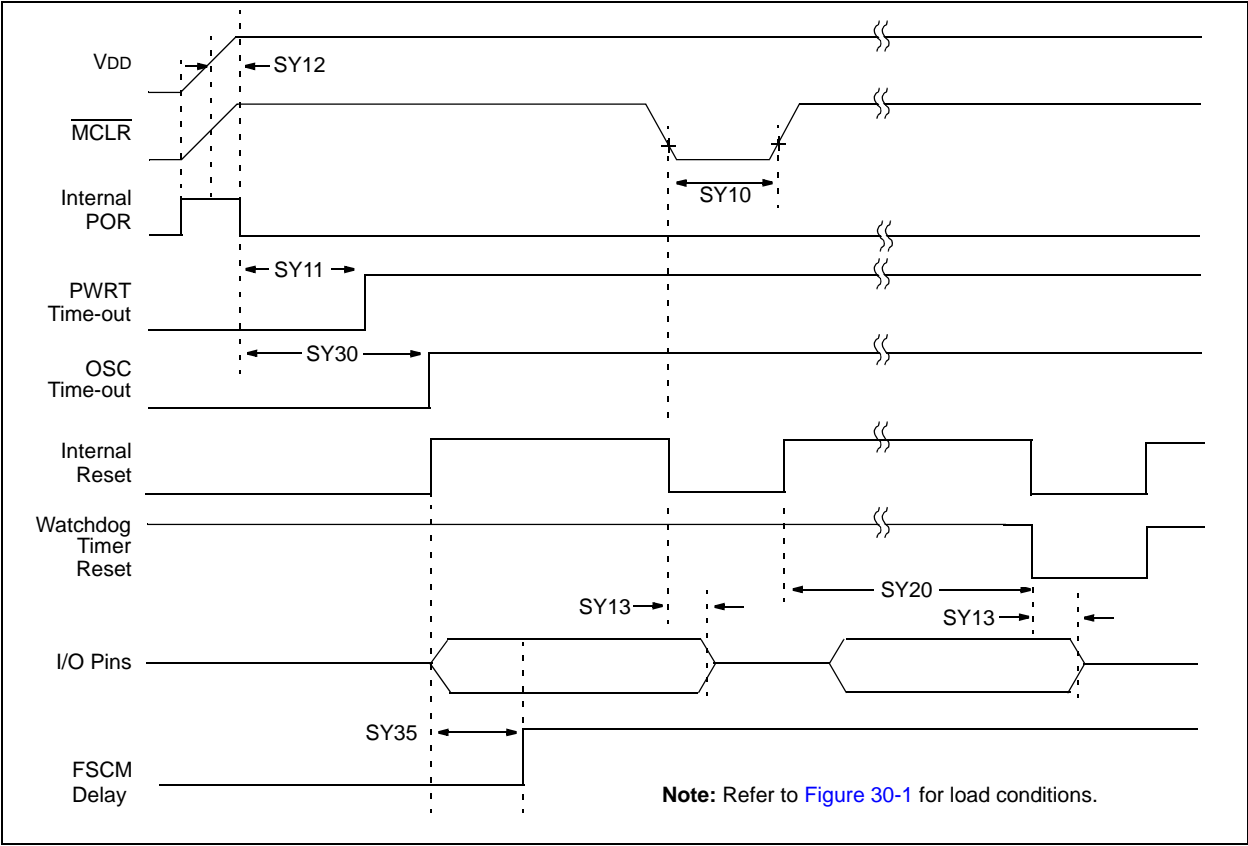 VDD
SY12
MCLR
SY10
Internal
POR
SY11
PWRT
Time-out
SY30
OSC
Time-out
Internal
Reset
Watchdog
Timer
Reset
SY20
SY13
SY13
I/O Pins
SY35
FSCM
Delay
Note: Refer to Figure 30-1 for load conditions.